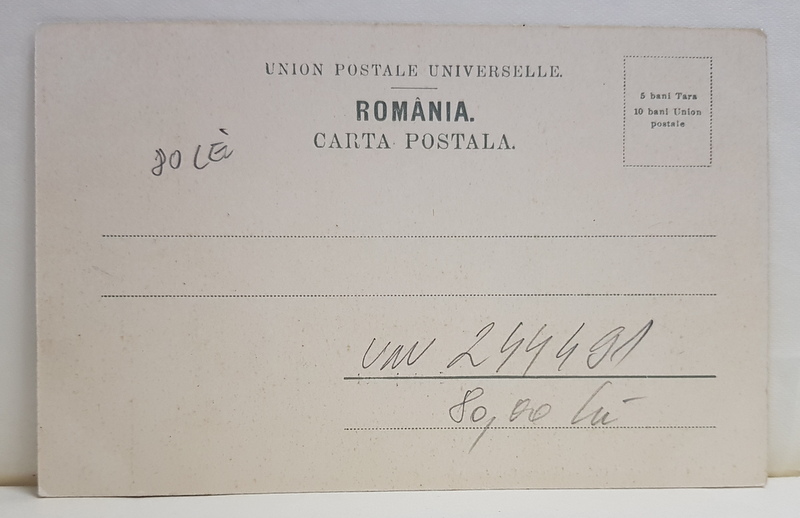 UNION POSTALE UNIVERSELLE.
ROMÂNIA.
CARTA POSTALA.
5 bani Tara
10 bani Union
postale
80 LEI
244491
80,00 lei